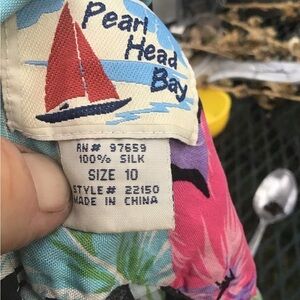 Pearl
Head
Bay
RN# 97659
100% SILK
SIZE 10
STYLE# 22150
MADE IN CHINA